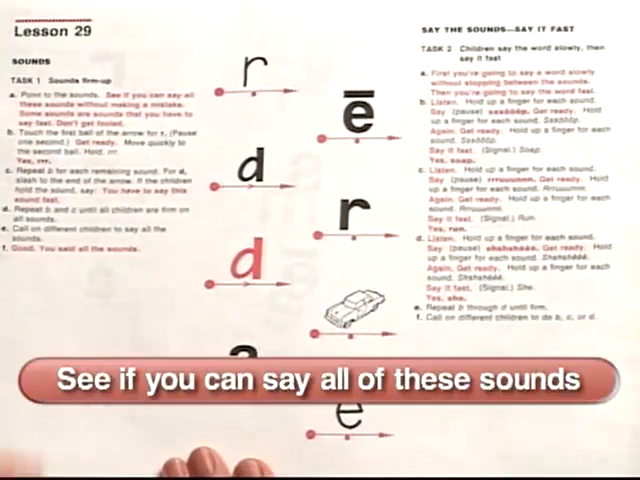 Lesson 29
SOUNDS
TASK 1 Sounds firm-up
a. Point to the sounds. See if you can say all
these sounds without making a mistake.
Some sounds are sounds that you have to
say fast. Don't get fooled.
b. Touch the first ball of the arrow for r. (Pause
one second.) Get ready. Move quickly to
the second ball. Hold. rrr.
Yes, rrr.
c. Repeat b for each remaining sound. For d,
slash to the end of the arrow. If the children
hold the sound, say: You have to say this
sound fast.
d. Repeat b and c until all children are firm on
all sounds.
e. Call on different children to say all the
sounds.
f. Good. You said all the sounds.
r
d
d
a
ē
r
e
SAY THE SOUNDS—SAY IT FAST
TASK 2 Children say the word slowly, then
say it fast
a. First you're going to say a word slowly
without stopping between the sounds.
Then you're going to say the word fast.
b. Listen. Hold up a finger for each sound.
Say (pause) Get ready. Hold
up a finger for each sound.
Again. Get ready. Hold up a finger for each
sound.
Say it fast. (Signal.) Soap.
Yes, soap.
c. Listen. Hold up a finger for each sound.
Say (pause) Get ready. Hold
up a finger for each sound.
Again. Get ready. Hold up a finger for each
sound.
Say it fast. (Signal.) Run.
Yes, run.
d. Listen. Hold up a finger for each sound.
Say (pause) Get ready. Hold
up a finger for each sound.
Again. Get ready. Hold up a finger for each
sound.
Say it fast. (Signal.) She.
Yes, she.
e. Repeat b through d until firm.
f. Call on different children to do b, c, or d.
See if you can say all of these sounds